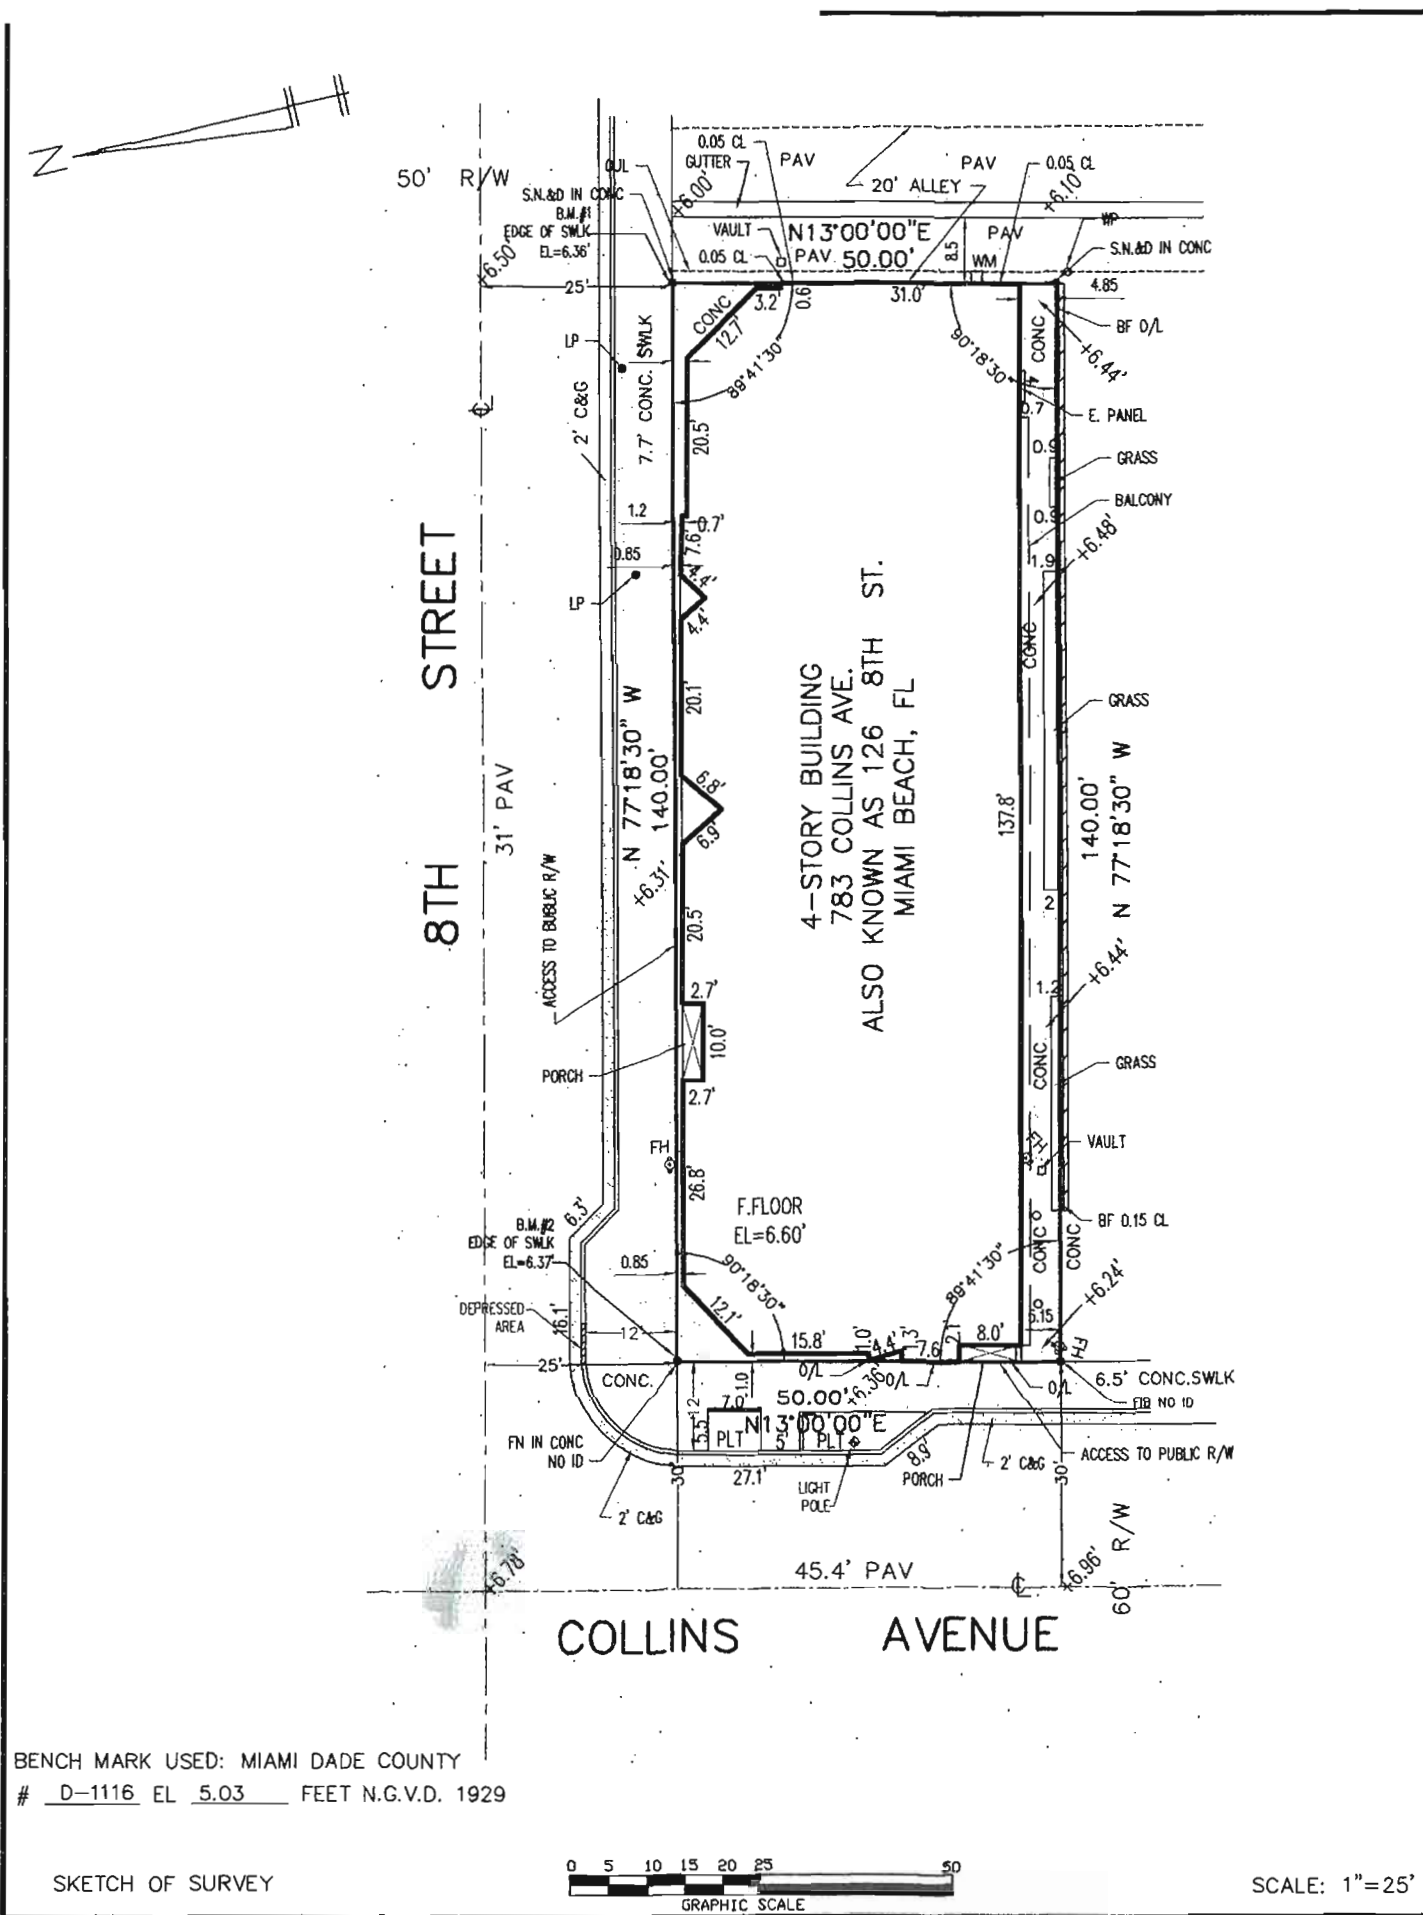 N
50' R/W
0.05 CL
GUTTER
PAV
PAV
0.05 CL
OUL
20' ALLEY
S.N.&D IN CONC
+6.00'
+6.10'
B.M.#1
EDGE OF SWLK
EL=6.36'
VAULT
N13°00'00"E
PAV
WP
S.N.&D IN CONC
+6.50'
0.05 CL
PAV
50.00'
8.5
WM
25'
3.2'
0.6
31.0'
4.85
CONC
12.7'
CONC
BF O/L
LP
7.7' CONC. SWLK
89°41'30"
90°18'30"
+6.44'
2' C&G
0.7
E. PANEL
20.5'
0.9
GRASS
BALCONY
1.2
0.7'
0.9
7.6
+6.48'
0.85
1.9
4.4'
LP
4.4'
CONC
8TH STREET
31' PAV
N 77°18'30" W
140.00'
20.1'
GRASS
6.8'
6.9'
4-STORY BUILDING
783 COLLINS AVE.
ALSO KNOWN AS 126 8TH ST.
MIAMI BEACH, FL
137.8'
140.00'
N 77°18'30" W
+6.31'
ACCESS TO BUBLIC R/W
20.5'
2
+6.44'
2.7'
1.2
10.0'
PORCH
2.7'
CONC
GRASS
FH
FH
VAULT
26.8'
F.FLOOR
EL=6.60'
6.3'
B.M.#2
EDGE OF SWLK
EL=6.37'
BF 0.15 CL
CONC
CONC
0.85
90°18'30"
89°41'30"
+6.24'
DEPRESSED
AREA
16.1'
12'
12.1'
15.8'
1.0'
4.4'
7.6
2.1
8.0'
5.15
FH
25'
CONC.
O/L
O/L
O/L
6.5' CONC.SWLK
1.0
12
7.0'
50.00'
+6.36'
FIB NO ID
5.5
PLT
N13°00'00"E
5'
PLT
FN IN CONC
NO ID
8.9'
2' C&G
ACCESS TO PUBLIC R/W
30'
27.1'
LIGHT
POLE
PORCH
30'
2' C&G
+6.78'
45.4' PAV
+6.96'
60' R/W
COLLINS AVENUE
BENCH MARK USED: MIAMI DADE COUNTY
# D-1116 EL 5.03 FEET N.G.V.D. 1929
SKETCH OF SURVEY
0 5 10 15 20 25 50
GRAPHIC SCALE
SCALE: 1"=25'